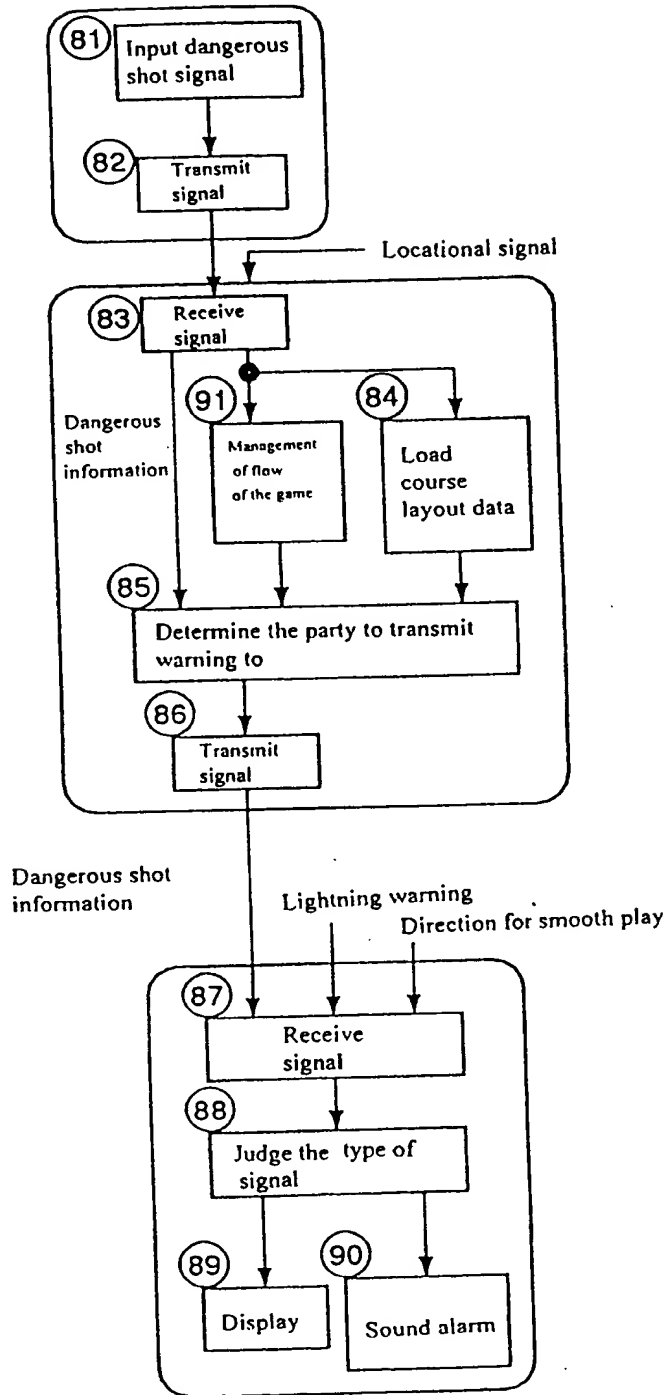 81
Input dangerous
shot signal
82
Transmit
signal
Locational signal
83
Receive
signal
Dangerous
shot
information
91
Management
of flow
of the game
84
Load
course
layout data
85
Determine the party to transmit
warning to
86
Transmit
signal
Dangerous shot
information
Lightning warning
Direction for smooth play
87
Receive
signal
88
Judge the type of
signal
89
Display
90
Sound alarm